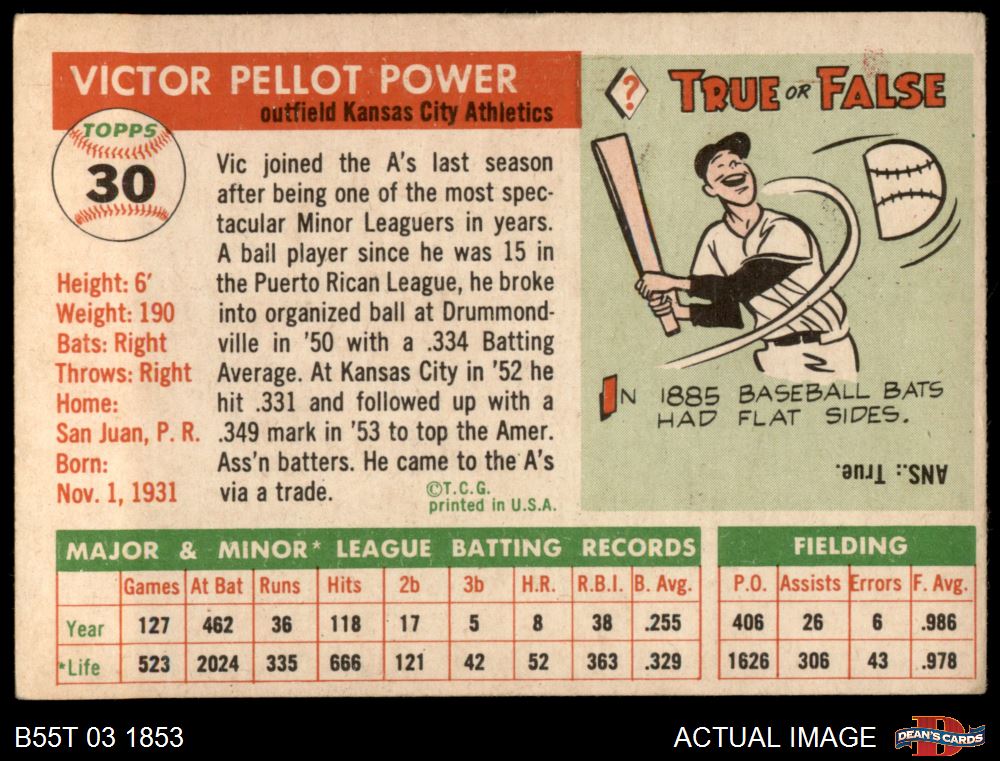 VICTOR PELLOT POWER
outfield Kansas City Athletics
TOPPS
30
Height: 6'
Weight: 190
Bats: Right
Throws: Right
Home:
San Juan, P. R.
Born:
Nov. 1, 1931
Vic joined the A's last season
after being one of the most spec-
tacular Minor Leaguers in years.
A ball player since he was 15 in
the Puerto Rican League, he broke
into organized ball at Drummond-
ville in '50 with a .334 Batting
Average. At Kansas City in '52 he
hit .331 and followed up with a
.349 mark in '53 to top the Amer.
Ass'n batters. He came to the A's
via a trade.
©T.C.G.
printed in U.S.A.
?
TRUE OR FALSE
IN 1885 BASEBALL BATS
HAD FLAT SIDES.
ANS.: True.
MAJOR & MINOR* LEAGUE BATTING RECORDS FIELDING
Games At Bat Runs Hits 2b 3b H.R. R.B.I. B. Avg. P.O. Assists Errors F. Avg.
Year 127 462 36 118 17 5 8 38 .255 406 26 6 .986
*Life 523 2024 335 666 121 42 52 363 .329 1626 306 43 .978
B55T 03 1853
ACTUAL IMAGE
D
DEAN'S CARDS